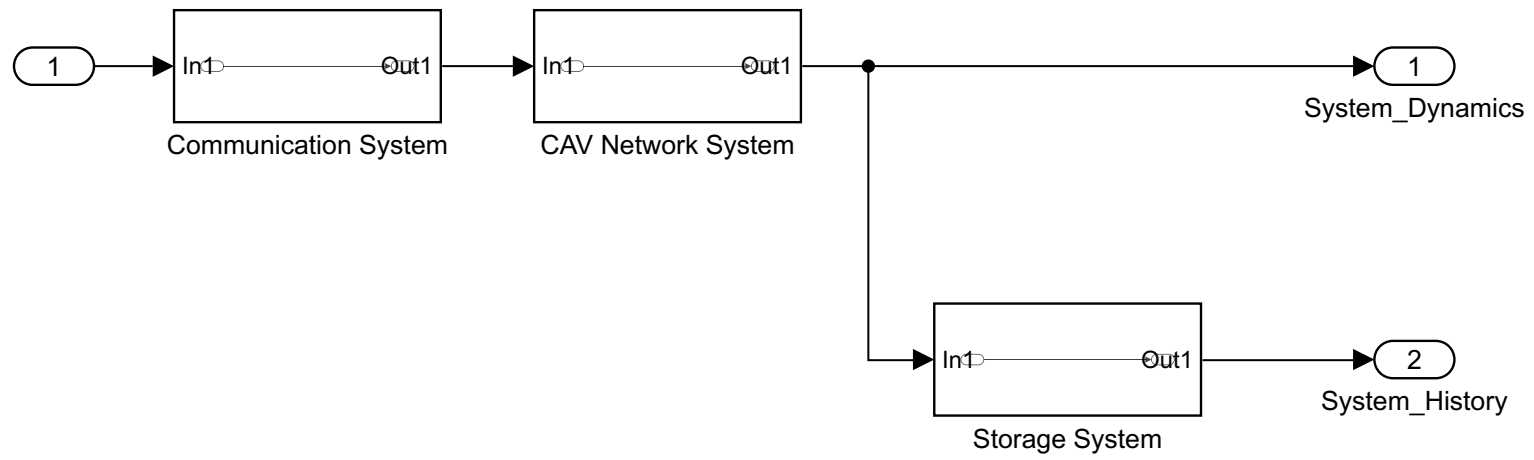 1
In1
Out1
Communication System
In1
Out1
CAV Network System
1
System_Dynamics
In1
Out1
Storage System
2
System_History